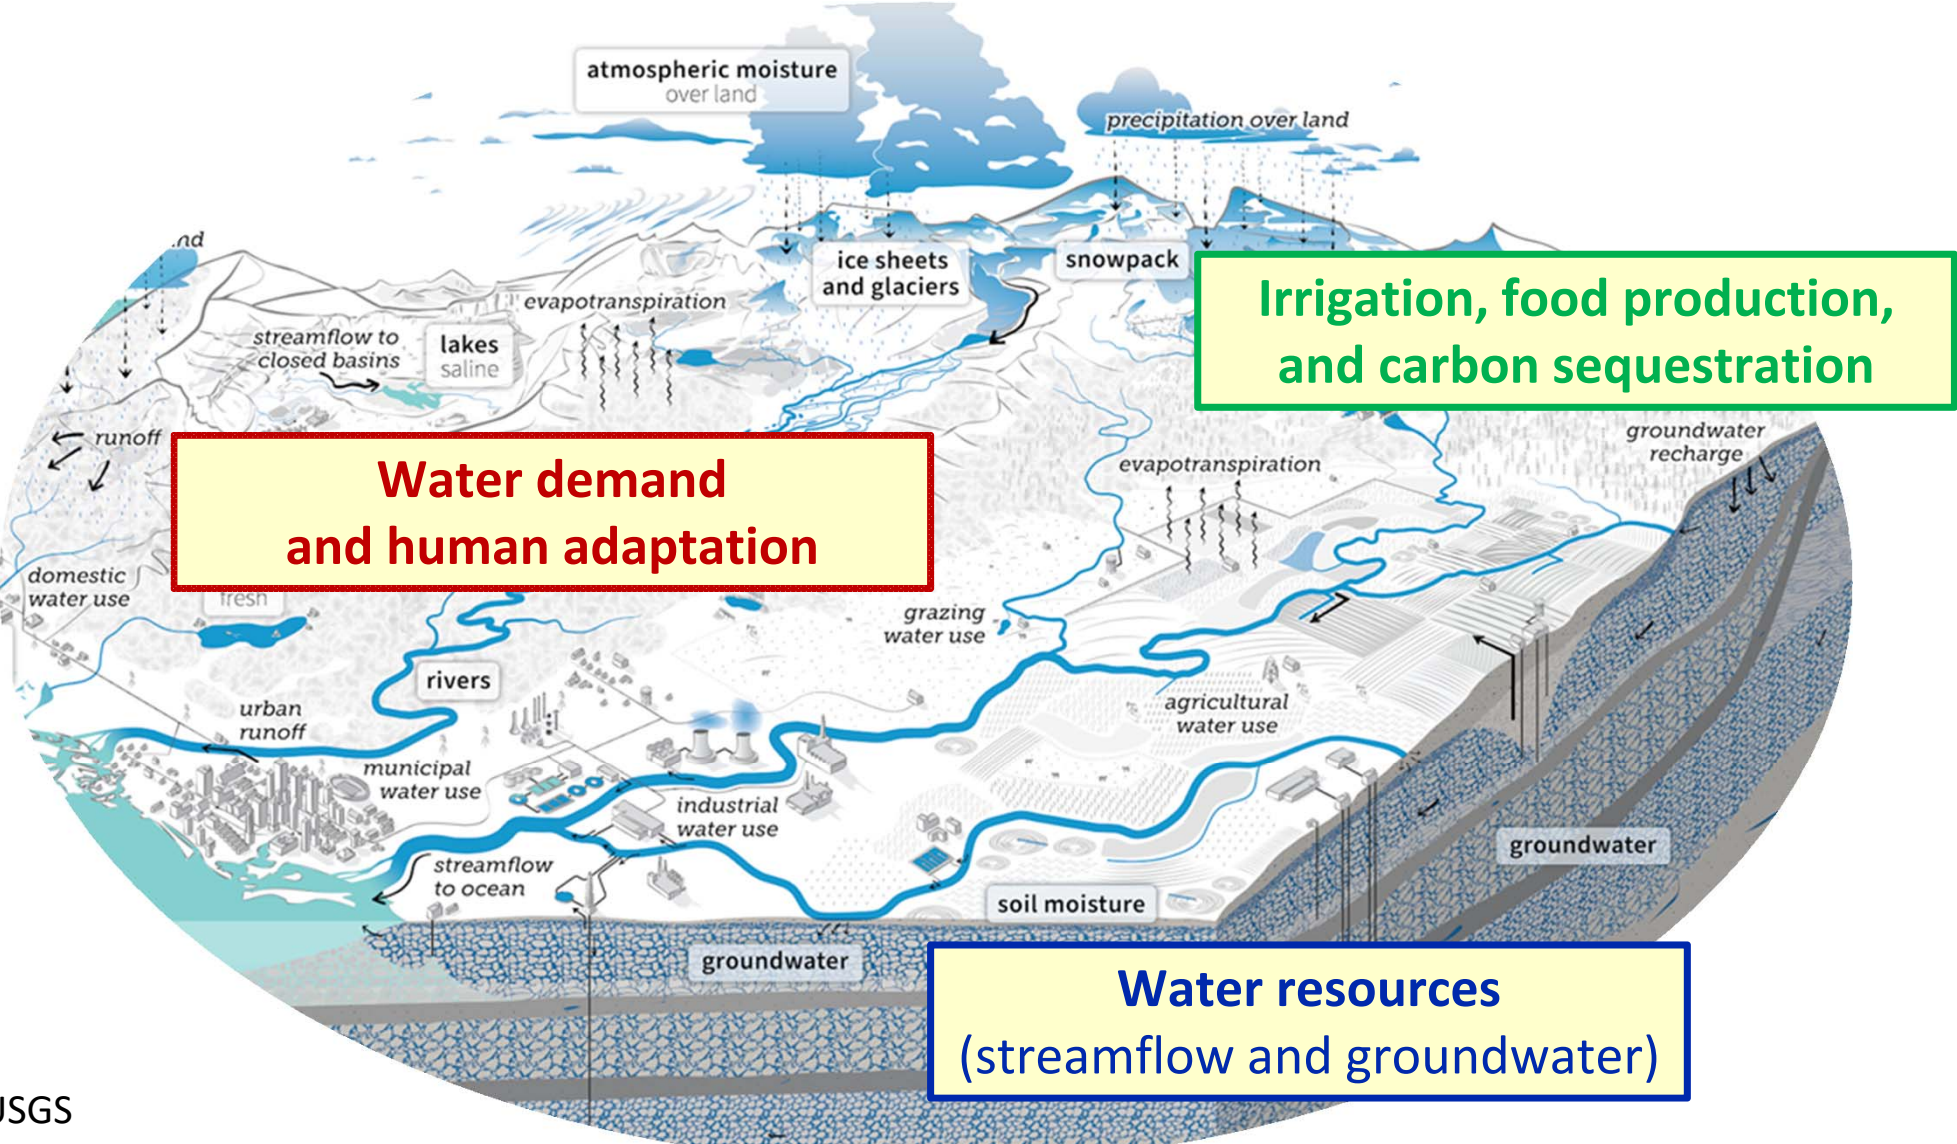 atmospheric moisture
over land
precipitation over land
ice sheets
and glaciers
snowpack
evapotranspiration
streamflow to
closed basins
lakes
saline
Irrigation, food production,
and carbon sequestration
runoff
Water demand
and human adaptation
groundwater
recharge
evapotranspiration
domestic
water use
fresh
grazing
water use
rivers
urban
runoff
agricultural
water use
municipal
water use
industrial
water use
streamflow
to ocean
groundwater
soil moisture
groundwater
Water resources
(streamflow and groundwater)
USGS